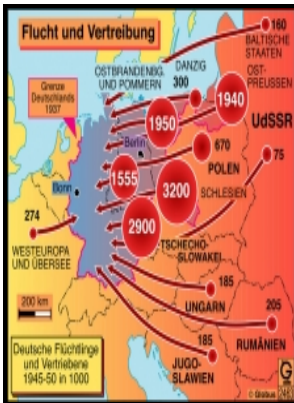 Flucht und Vertreibung
160
BALTISCHE
STAATEN
DANZIG
300
OSTBRANDENBG.
UND POMMERN
OST-
PREUSSEN
1940
Grenze
Deutschlands
1937
1950
UdSSR
Berlin
670
POLEN
75
1555
3200
SCHLESIEN
Bonn
274
2900
WESTEUROPA
UND ÜBERSEE
TSCHECHO-
SLOWAKEI
185
UNGARN
200 km
205
RUMÄNIEN
185
JUGO-
SLAWIEN
Deutsche Flüchtlinge
und Vertriebene
1945-50 in 1000
© Globus
G